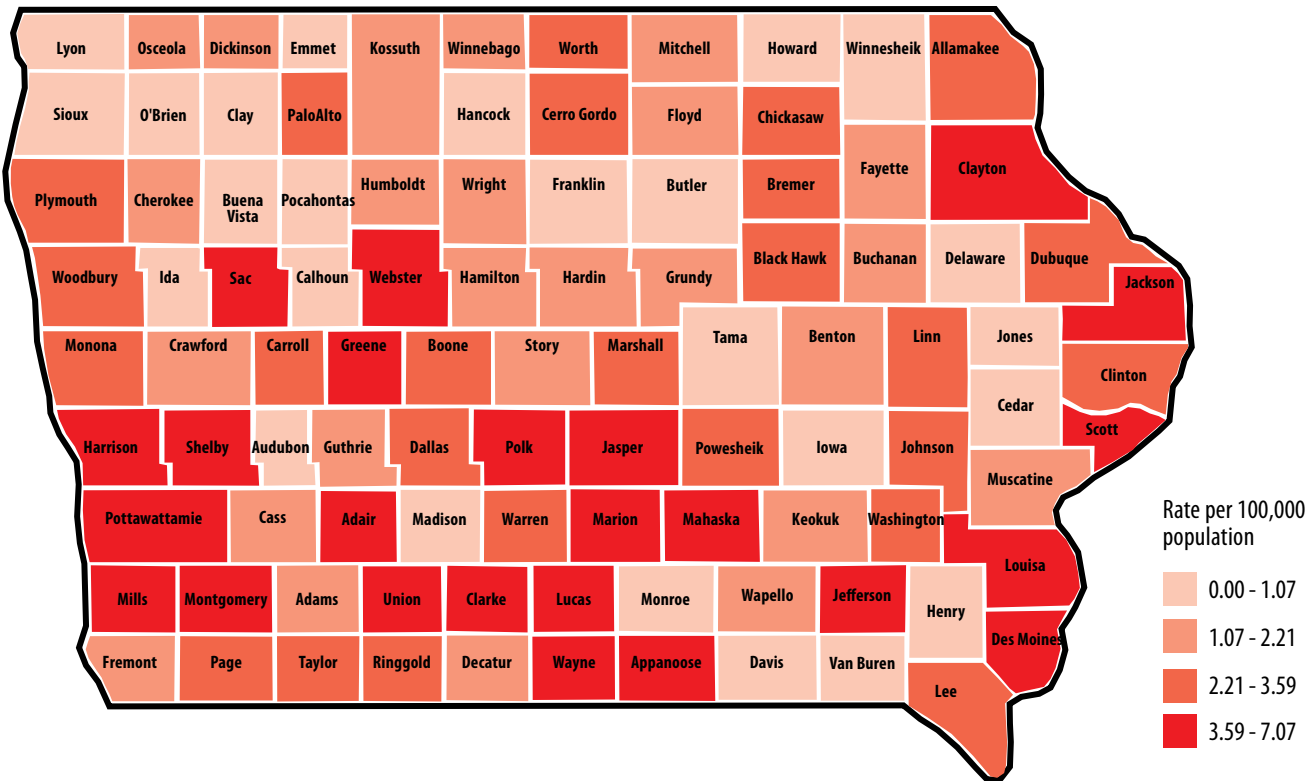 Lyon
Osceola
Dickinson
Emmet
Kossuth
Winnebago
Worth
Mitchell
Howard
Winnesheik
Allamakee
Sioux
O'Brien
Clay
PaloAlto
Hancock
Cerro Gordo
Floyd
Chickasaw
Fayette
Clayton
Plymouth
Cherokee
Buena
Vista
Pocahontas
Humboldt
Wright
Franklin
Butler
Bremer
Woodbury
Ida
Sac
Calhoun
Webster
Hamilton
Hardin
Grundy
Black Hawk
Buchanan
Delaware
Dubuque
Jackson
Monona
Crawford
Carroll
Greene
Boone
Story
Marshall
Tama
Benton
Linn
Jones
Clinton
Cedar
Harrison
Shelby
Audubon
Guthrie
Dallas
Polk
Jasper
Powesheik
Iowa
Johnson
Scott
Muscatine
Pottawattamie
Cass
Adair
Madison
Warren
Marion
Mahaska
Keokuk
Washington
Louisa
Mills
Montgomery
Adams
Union
Clarke
Lucas
Monroe
Wapello
Jefferson
Henry
Des Moines
Fremont
Page
Taylor
Ringgold
Decatur
Wayne
Appanoose
Davis
Van Buren
Lee
Rate per 100,000
population
0.00 - 1.07
1.07 - 2.21
2.21 - 3.59
3.59 - 7.07